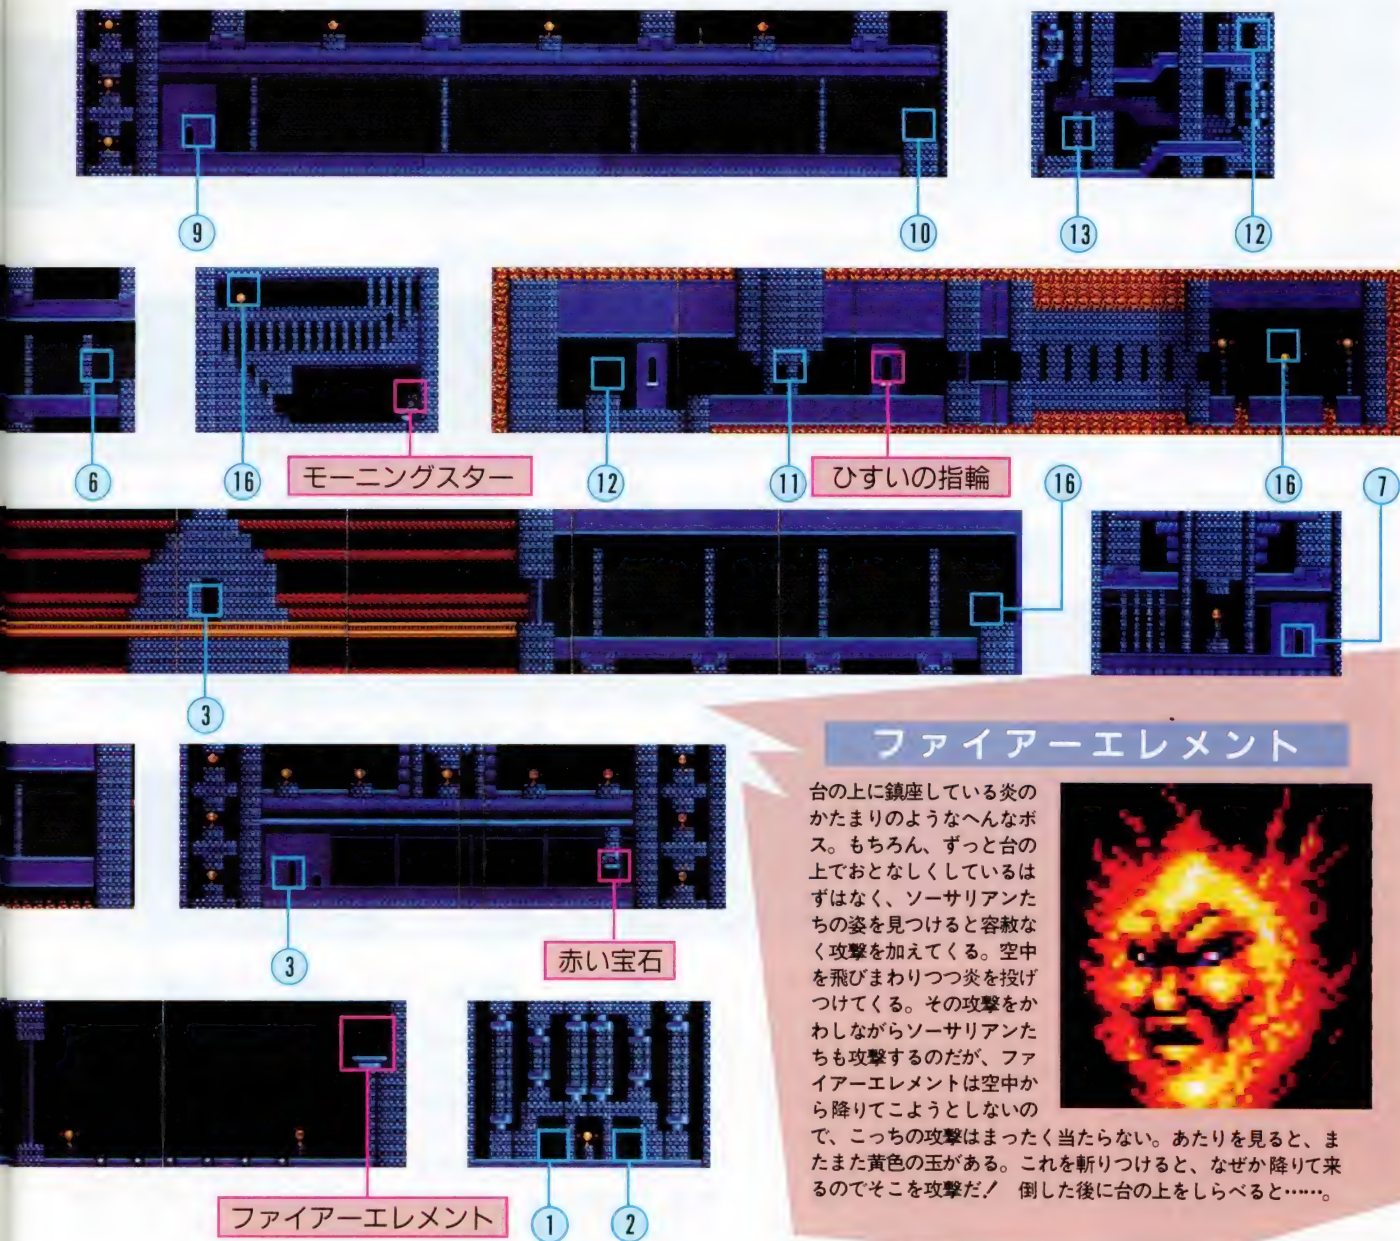 9
10
13
12
6
16
モーニングスター
12
11
ひすいの指輪
16
16
7
3
3
赤い宝石
ファイアーエレメント
1
2
ファイアーエレメント
台の上に鎮座している炎の
かたまりのようなへんなボ
ス。もちろん、ずっと台の
上でおとなしくしているは
ずはなく、ソーサリアンた
ちの姿を見つけると容赦な
く攻撃を加えてくる。空中
を飛びまわりつつ炎を投げ
つけてくる。その攻撃をか
わしながらソーサリアンた
ちも攻撃するのだが、ファ
イアーエレメントは空中か
ら降りてこようとしないの
で、こっちの攻撃はまったく当たらない。あたりを見ると、ま
たまた黄色の玉がある。これを斬りつけると、なぜか降りて来
るのでそこを攻撃だ！　倒した後に台の上をしらべると……。